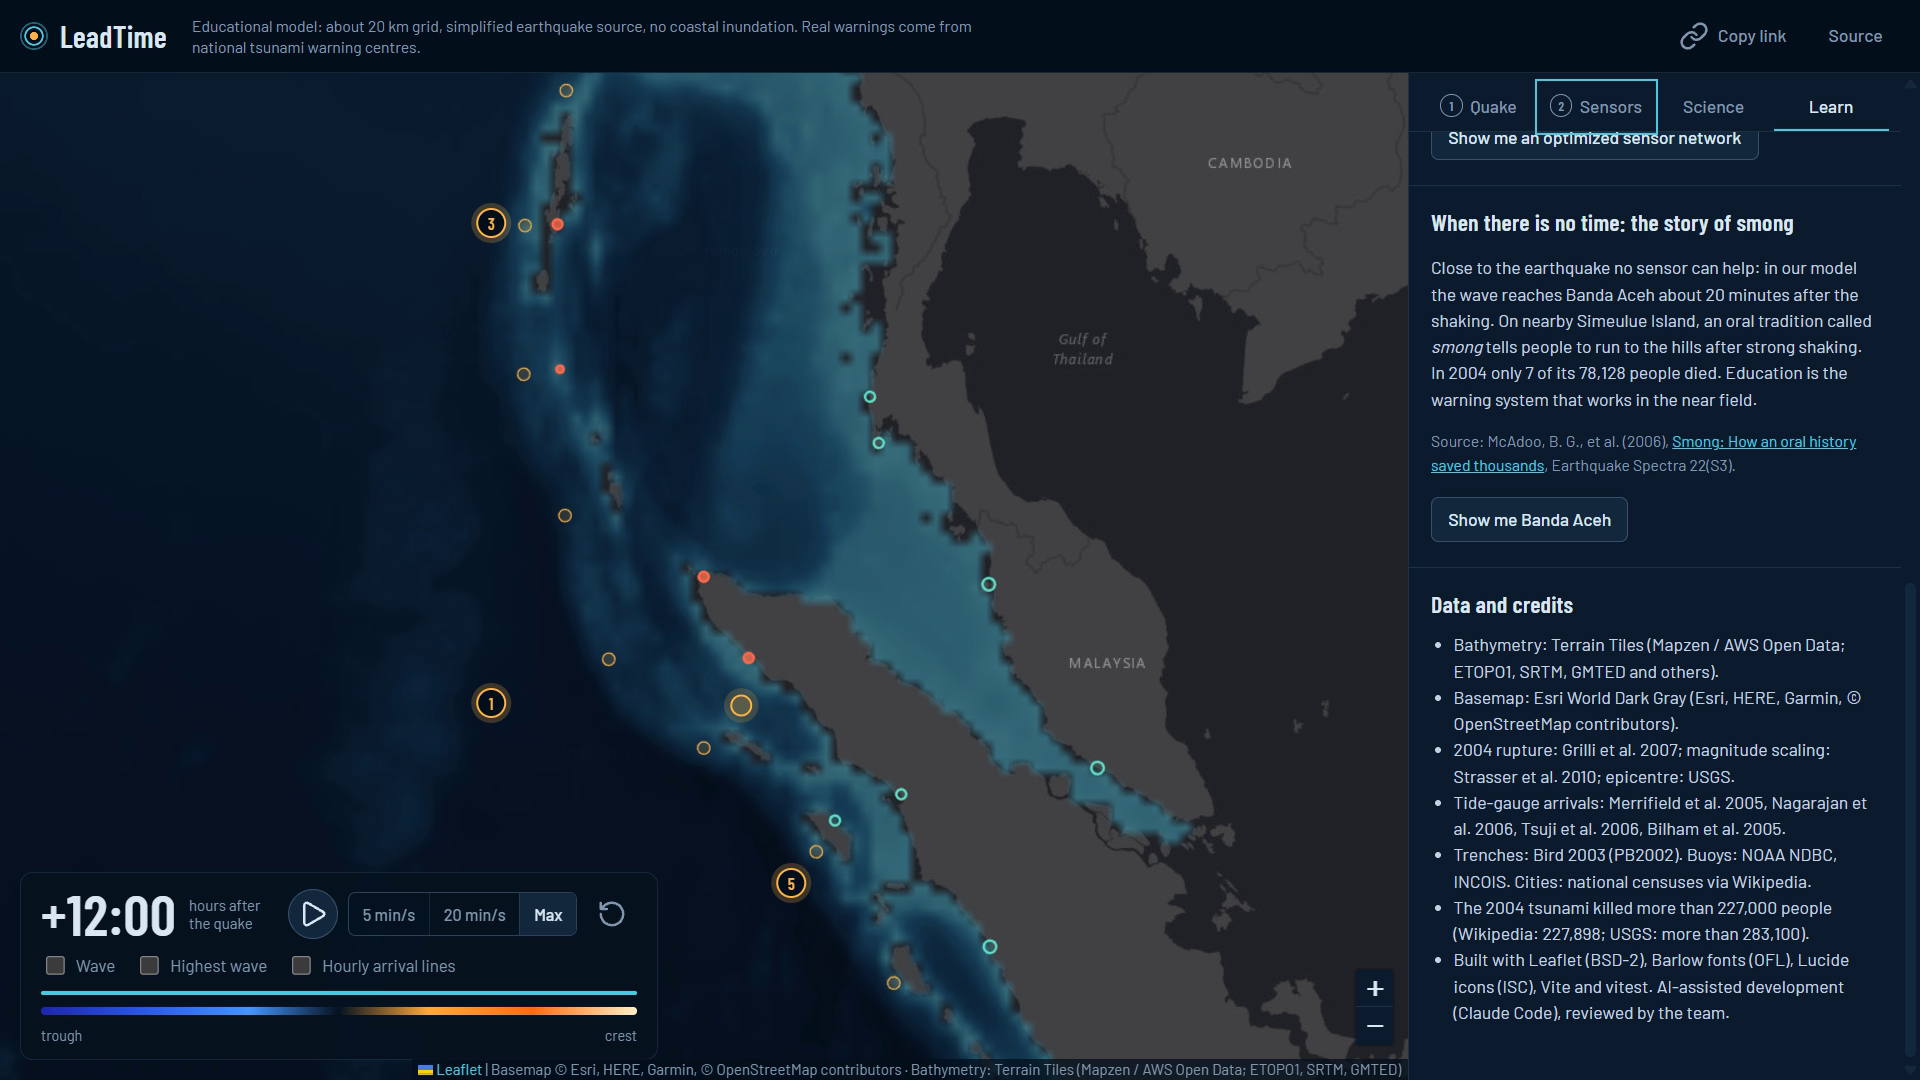 LeadTime
Educational model: about 20 km grid, simplified earthquake source, no coastal inundation. Real warnings come from
national tsunami warning centres.
Copy link
Source
1 Quake
2 Sensors
Science
Learn
Show me an optimized sensor network
When there is no time: the story of smong
Close to the earthquake no sensor can help: in our model
the wave reaches Banda Aceh about 20 minutes after the
shaking. On nearby Simeulue Island, an oral tradition called
smong tells people to run to the hills after strong shaking.
In 2004 only 7 of its 78,128 people died. Education is the
warning system that works in the near field.
Source: McAdoo, B. G., et al. (2006), Smong: How an oral history
saved thousands, Earthquake Spectra 22(S3).
Show me Banda Aceh
Data and credits
Bathymetry: Terrain Tiles (Mapzen / AWS Open Data;
ETOPO1, SRTM, GMTED and others).
Basemap: Esri World Dark Gray (Esri, HERE, Garmin, ©
OpenStreetMap contributors).
2004 rupture: Grilli et al. 2007; magnitude scaling:
Strasser et al. 2010; epicentre: USGS.
Tide-gauge arrivals: Merrifield et al. 2005, Nagarajan et
al. 2006, Tsuji et al. 2006, Bilham et al. 2005.
Trenches: Bird 2003 (PB2002). Buoys: NOAA NDBC,
INCOIS. Cities: national censuses via Wikipedia.
The 2004 tsunami killed more than 227,000 people
(Wikipedia: 227,898; USGS: more than 283,100).
Built with Leaflet (BSD-2), Barlow fonts (OFL), Lucide
icons (ISC), Vite and vitest. AI-assisted development
(Claude Code), reviewed by the team.
CAMBODIA
3
Gulf of
Thailand
MALAYSIA
1
5
+12:00
hours after
the quake
5 min/s
20 min/s
Max
Wave
Highest wave
Hourly arrival lines
trough
crest
+
−
Leaflet | Basemap © Esri, HERE, Garmin, © OpenStreetMap contributors · Bathymetry: Terrain Tiles (Mapzen / AWS Open Data; ETOPO1, SRTM, GMTED)